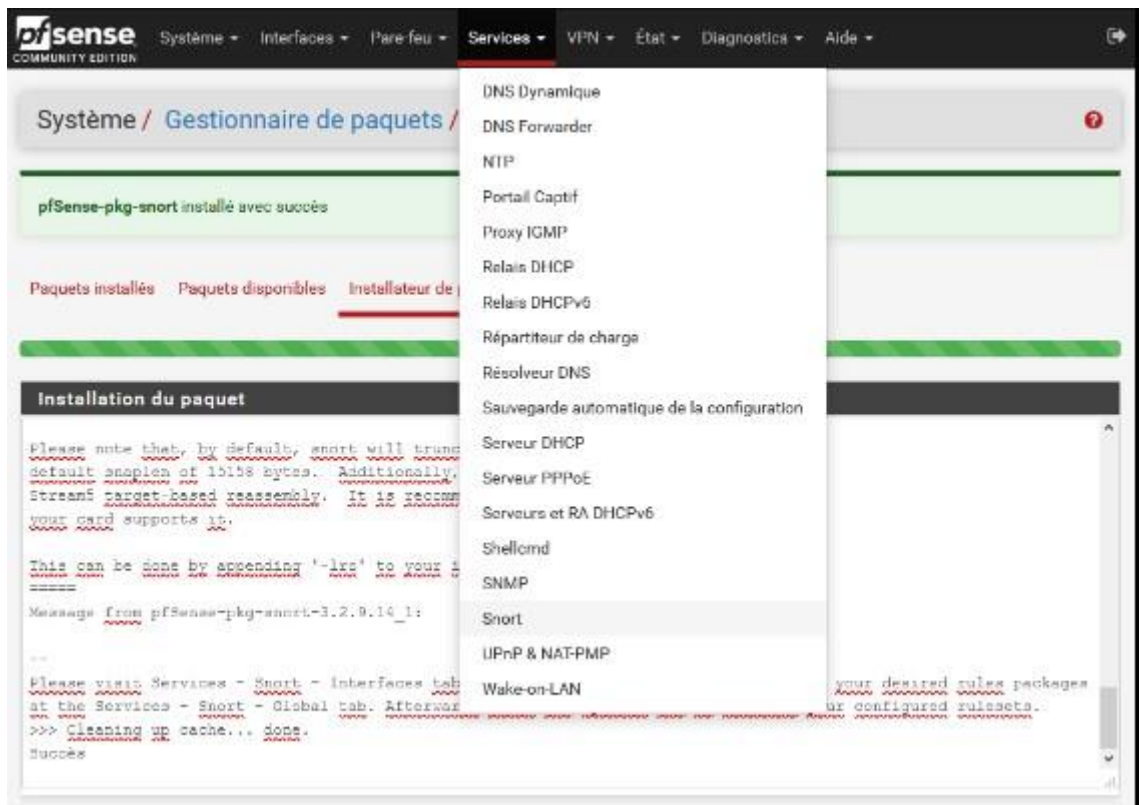 pfsense
COMMUNITY EDITION
Système Interfaces Pare-feu Services VPN État Diagnostics Aide
Système / Gestionnaire de paquets /
pfSense-pkg-snort installé avec succès
Paquets installés Paquets disponibles Installateur de
Installation du paquet
Please note that, by default, snort will trunc
default snaplen of 15158 bytes. Additionally,
Stream5 target-based reassembly. It is recomm
your card supports it.
This can be done by appending '-lro' to your i
=====
Message from pfSense-pkg-snort-3.2.9.14_1:
--
Please visit Services - Snort - Interfaces tab your desired rules packages
at the Services - Snort - Global tab. Afterwar ur configured rulesets.
>>> Cleaning up cache... done.
Succès
DNS Dynamique
DNS Forwarder
NTP
Portail Captif
Proxy IGMP
Relais DHCP
Relais DHCPv6
Répartiteur de charge
Résolveur DNS
Sauvegarde automatique de la configuration
Serveur DHCP
Serveur PPPoE
Serveurs et RA DHCPv6
Shellcmd
SNMP
Snort
UPnP & NAT-PMP
Wake-on-LAN